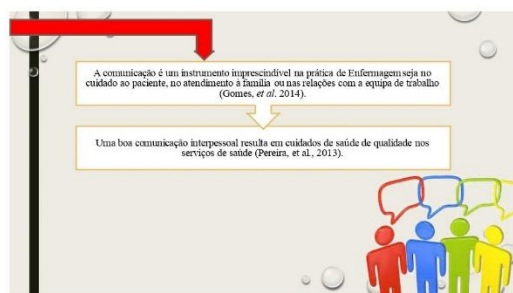 A comunicação é um instrumento imprescindível na prática de Enfermagem seja no
cuidado ao paciente, no atendimento à família ou nas relações com a equipa de trabalho
(Gomes, et al. 2014).
Uma boa comunicação interpessoal resulta em cuidados de saúde de qualidade nos
serviços de saúde (Pereira, et al., 2013).